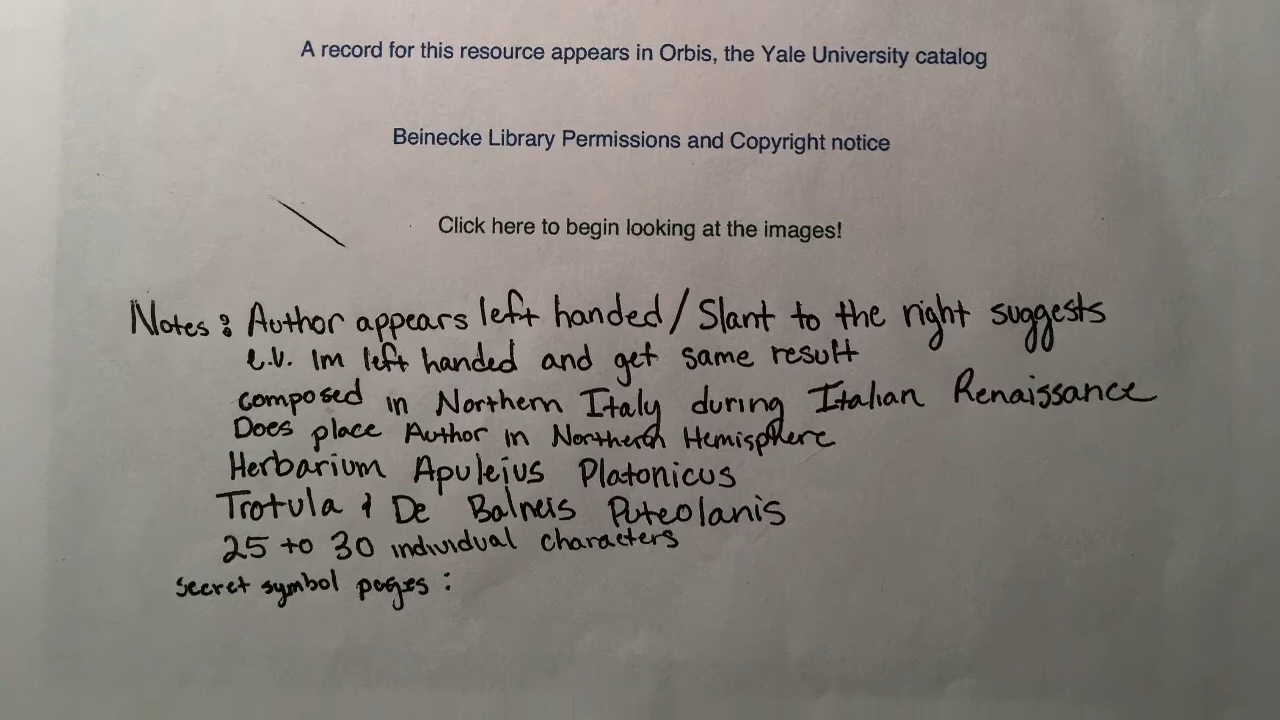 A record for this resource appears in Orbis, the Yale University catalog
Beinecke Library Permissions and Copyright notice
Click here to begin looking at the images!
Notes: Author appears left handed / Slant to the right suggests
e.v. Im left handed and get same result
composed in Northern Italy during Italian Renaissance
Does place Author in Northern Hemisphere
Herbarium Apuleius Platonicus
Trotula & De Balneis Puteolanis
25 to 30 individual characters
Secret symbol pages: